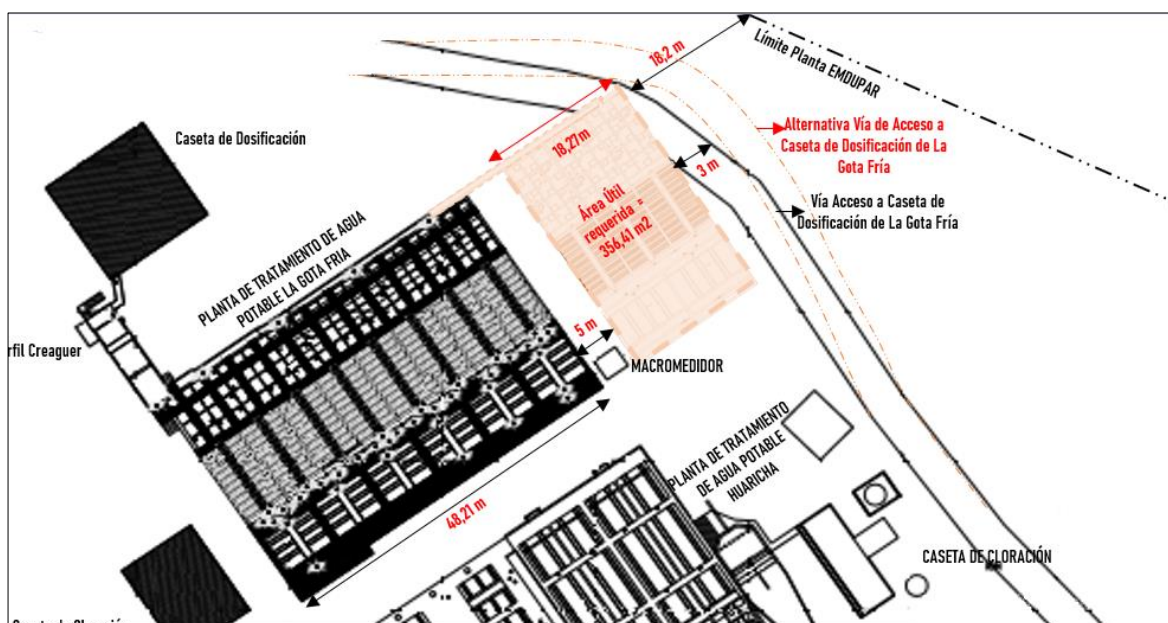 18,2 m
Límite Planta EMDUPAR
Caseta de Dosificación
18,27m
Alternativa Vía de Acceso a
Caseta de Dosificación de La
Gota Fría
3 m
Vía Acceso a Caseta de
Dosificación de La Gota Fría
Área Útil
requerida =
356,41 m2
PLANTA DE TRATAMIENTO DE AGUA
POTABLE LA GOTA FRIA
5 m
rfil Creaguer
MACROMEDIDOR
PLANTA DE TRATAMIENTO
DE AGUA POTABLE
HUARICHA
48,21 m
CASETA DE CLORACIÓN